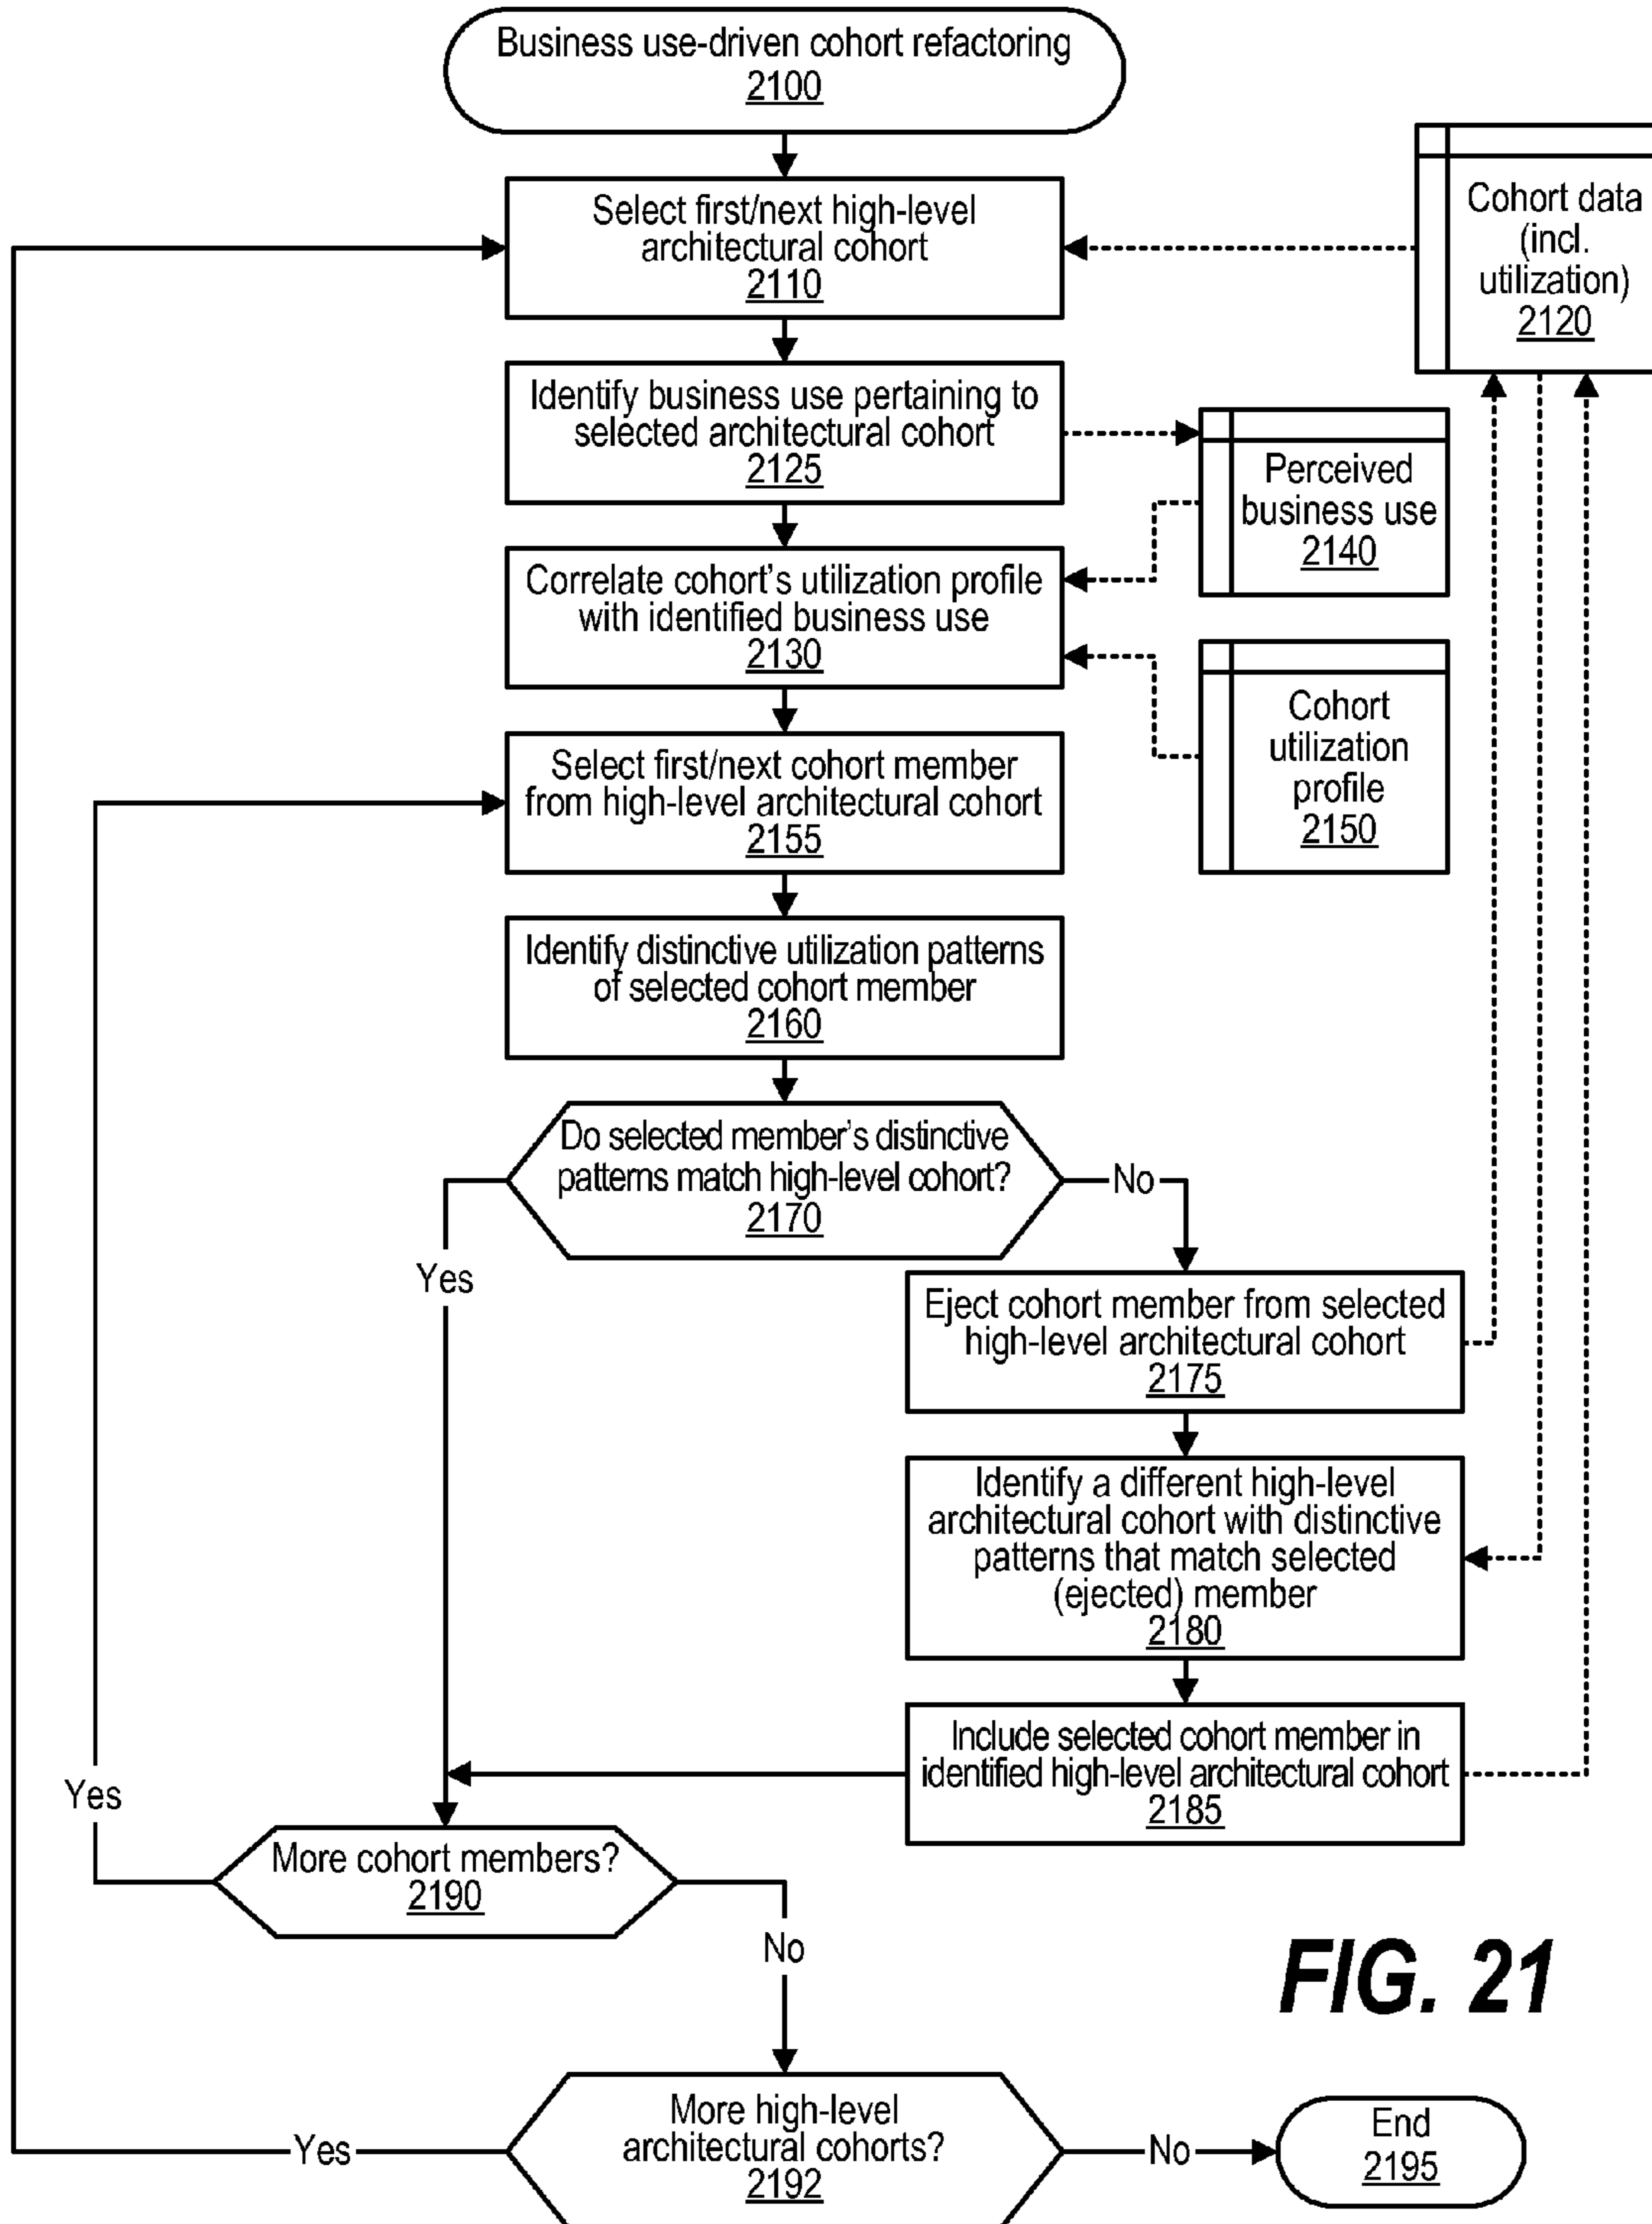 Business use-driven cohort refactoring
2100
Select first/next high-level
architectural cohort
2110
Cohort data
(incl.
utilization)
2120
Identify business use pertaining to
selected architectural cohort
2125
Perceived
business use
2140
Correlate cohort's utilization profile
with identified business use
2130
Cohort
utilization
profile
2150
Select first/next cohort member
from high-level architectural cohort
2155
Identify distinctive utilization patterns
of selected cohort member
2160
Do selected member's distinctive
patterns match high-level cohort?
2170
No
Yes
Eject cohort member from selected
high-level architectural cohort
2175
Identify a different high-level
architectural cohort with distinctive
patterns that match selected
(ejected) member
2180
Include selected cohort member in
identified high-level architectural cohort
2185
Yes
More cohort members?
2190
No
FIG. 21
More high-level
architectural cohorts?
2192
Yes
No
End
2195